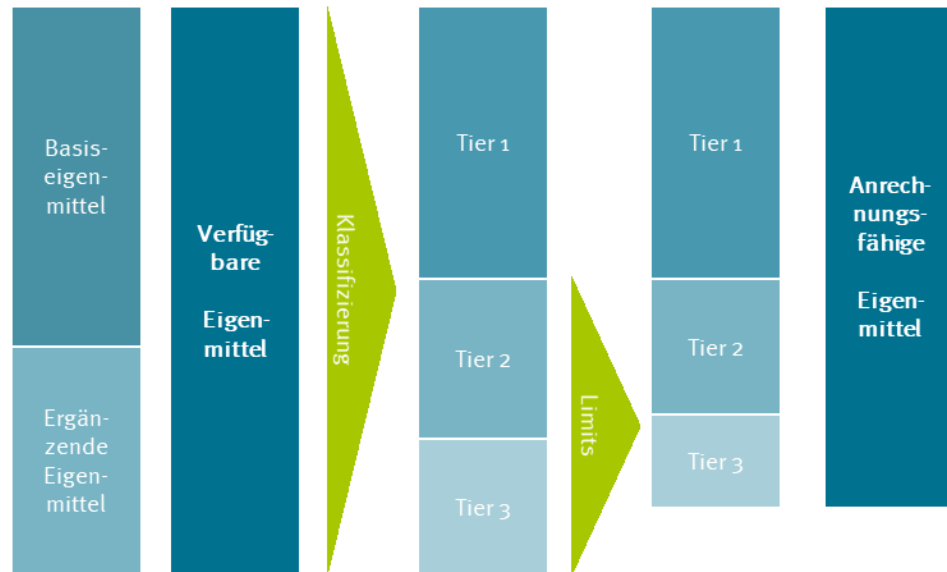 Basis-
eigen-
mittel
Ergän-
zende
Eigen-
mittel
Verfüg-
bare
Eigen-
mittel
Klassifizierung
Tier 1
Tier 2
Tier 3
Limits
Tier 1
Tier 2
Tier 3
Anrech-
nungs-
fähige
Eigen-
mittel